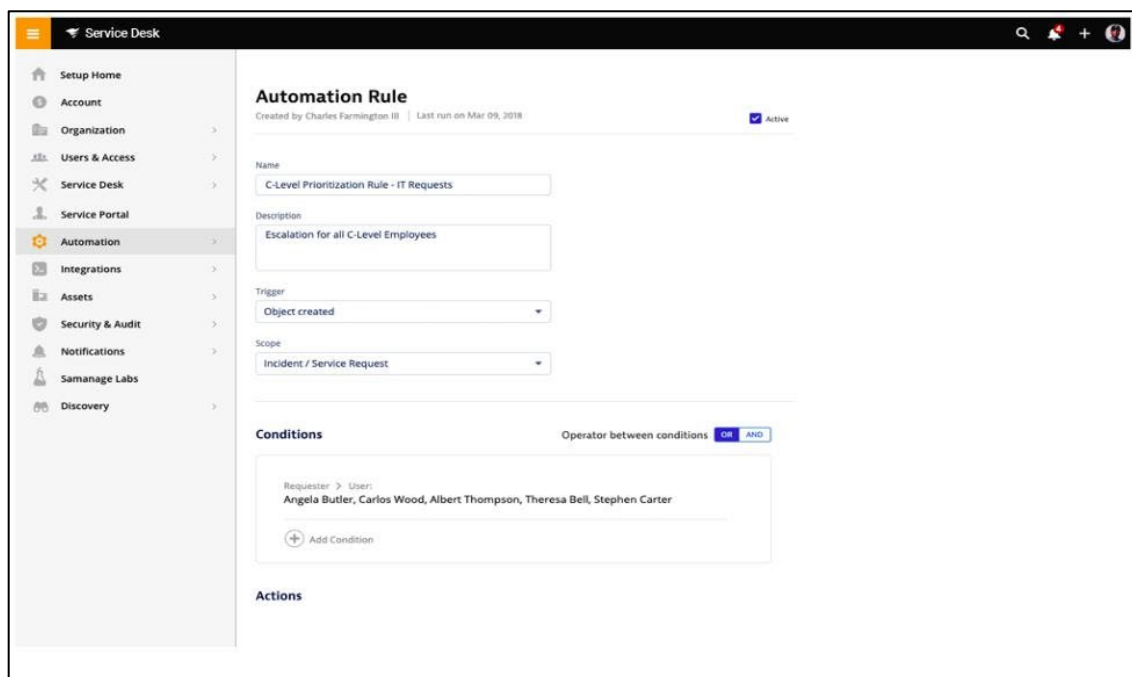 Service Desk
4
Setup Home
Account
Organization
Users & Access
Service Desk
Service Portal
Automation
Integrations
Assets
Security & Audit
Notifications
Samanage Labs
Discovery
Automation Rule
Created by Charles Farmington III | Last run on Mar 09, 2018
Active
Name
C-Level Prioritization Rule - IT Requests
Description
Escalation for all C-Level Employees
Trigger
Object created
Scope
Incident / Service Request
Conditions
Operator between conditions OR AND
Requester > User:
Angela Butler, Carlos Wood, Albert Thompson, Theresa Bell, Stephen Carter
Add Condition
Actions